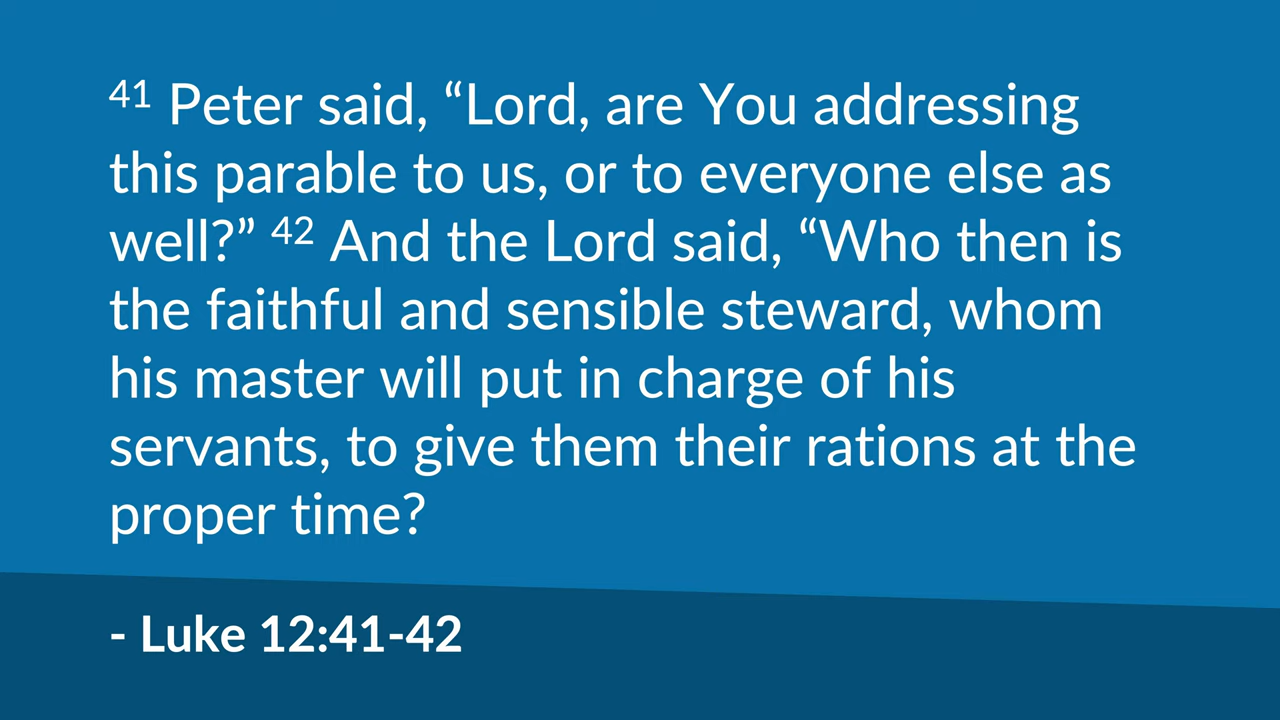 41 Peter said, “Lord, are You addressing
this parable to us, or to everyone else as
well?” 42 And the Lord said, “Who then is
the faithful and sensible steward, whom
his master will put in charge of his
servants, to give them their rations at the
proper time?
- Luke 12:41-42